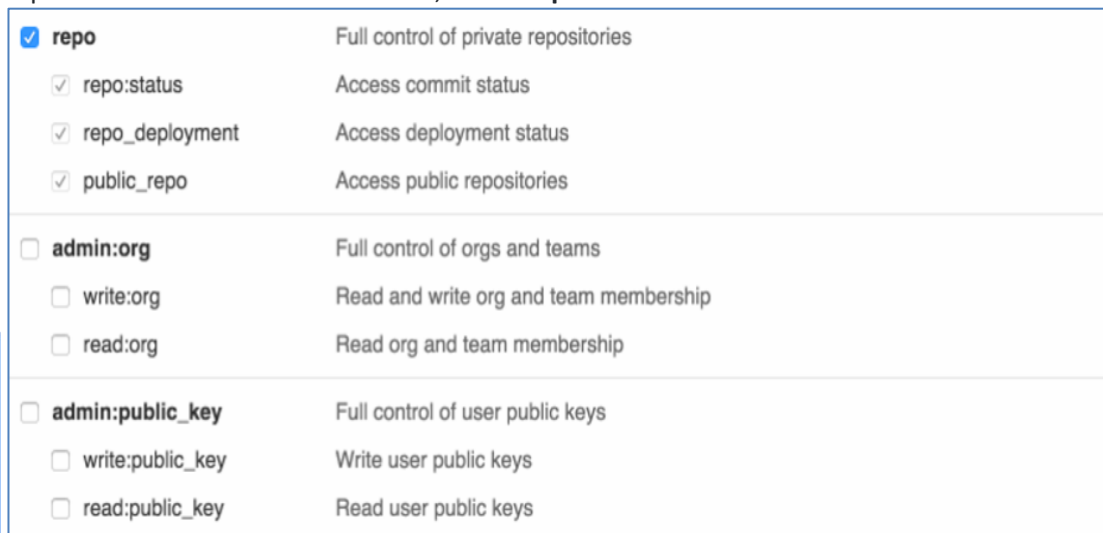 repo Full control of private repositories
repo:status Access commit status
repo_deployment Access deployment status
public_repo Access public repositories
admin:org Full control of orgs and teams
write:org Read and write org and team membership
read:org Read org and team membership
admin:public_key Full control of user public keys
write:public_key Write user public keys
read:public_key Read user public keys